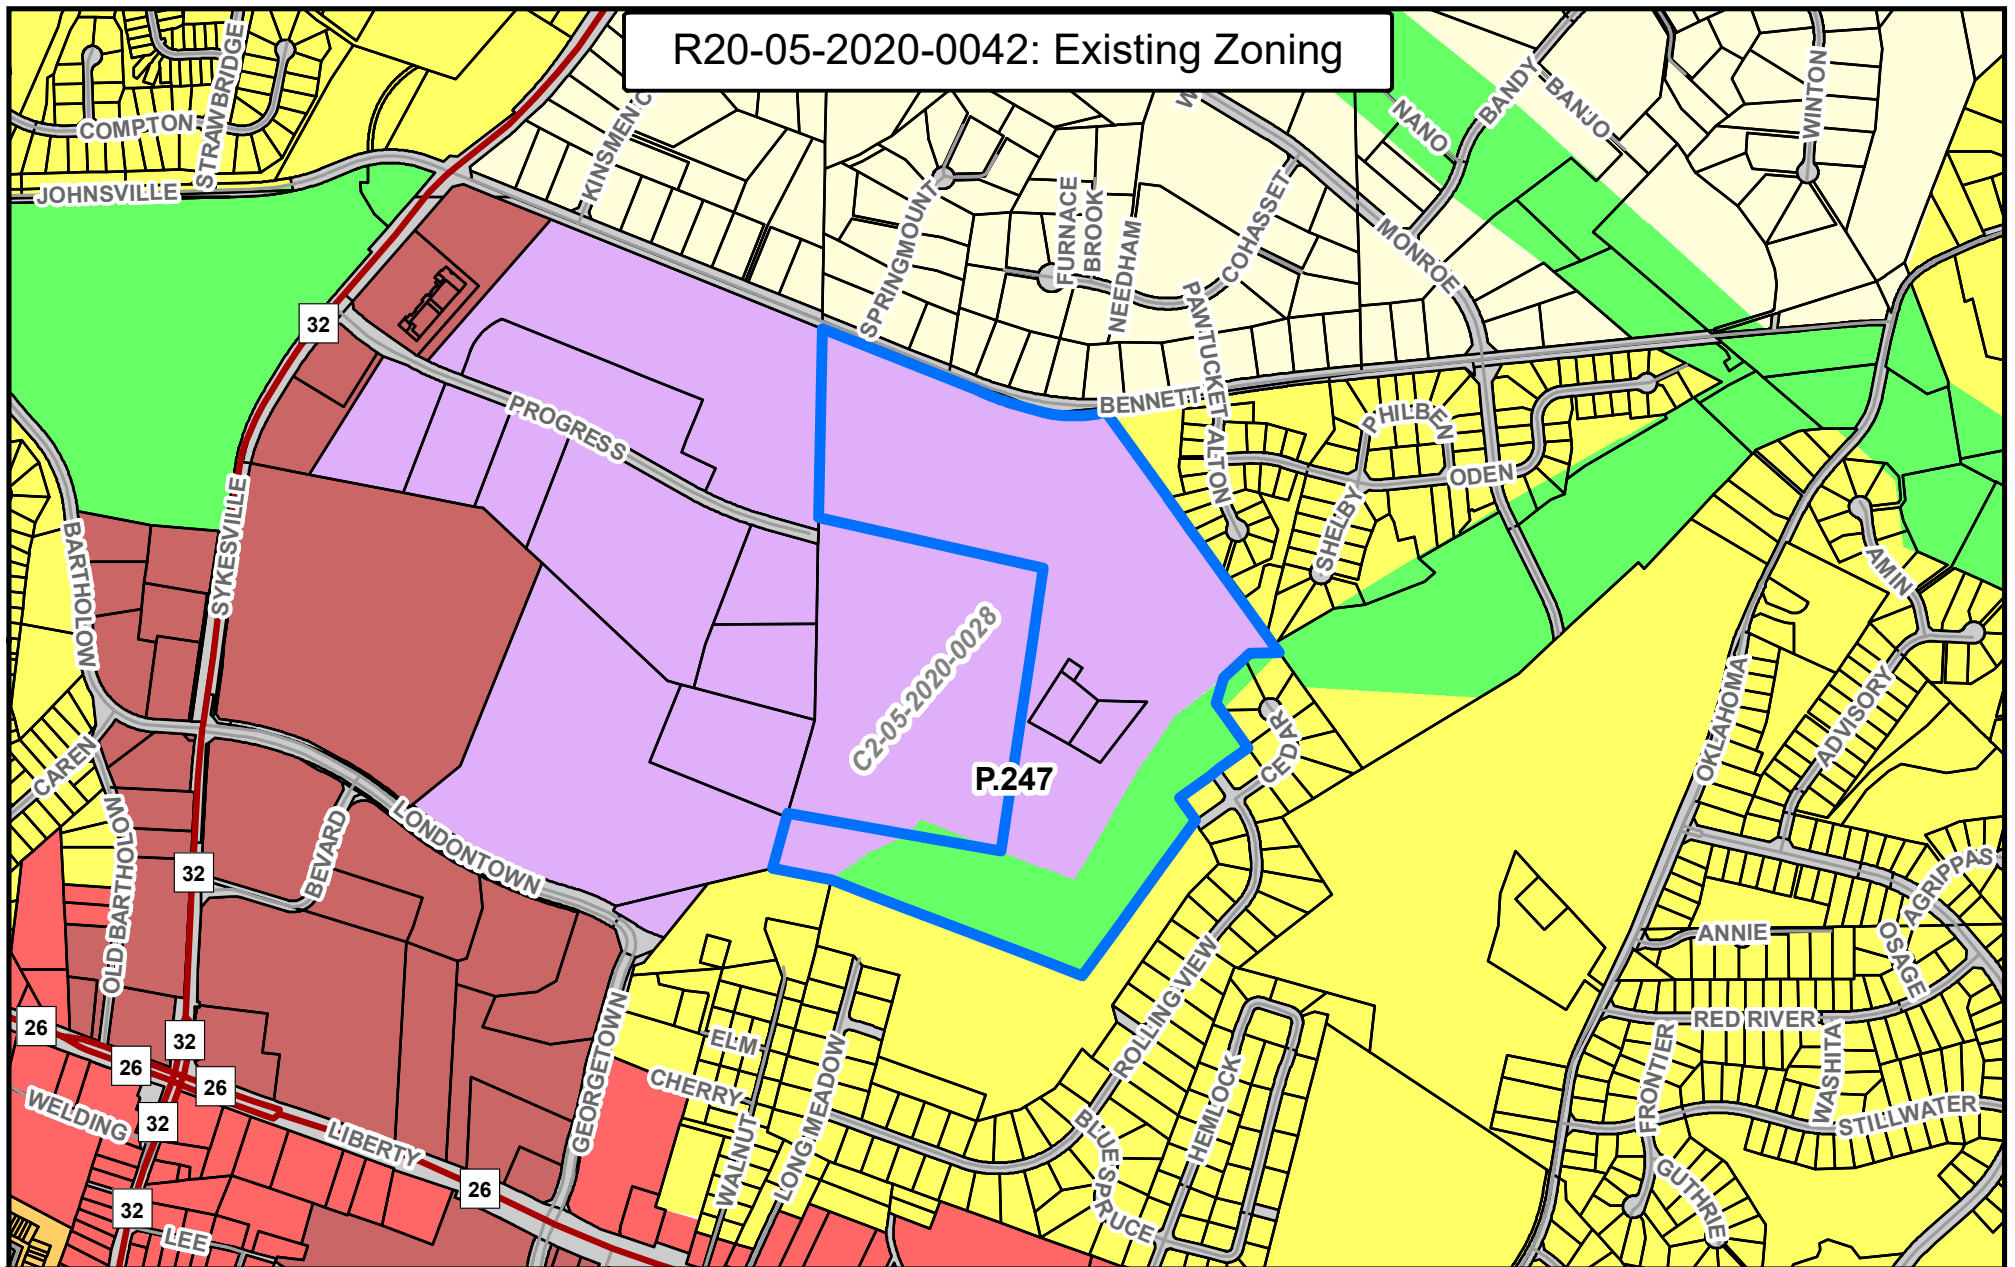 R20-05-2020-0042: Existing Zoning
COMPTON
STRAWBRIDGE
JOHNSVILLE
KINSMEN C
W
NANO
BANDY
BANJO
WINTON
SPRINGMOUNT
FURNACE
BROOK
NEEDHAM
COHASSET
MONROE
PAWTUCKET
32
PROGRESS
BENNETT
ALTON
PHILBEN
ODEN
SHELBY
SYKESVILLE
BARTHOLOW
AMIN
C2-05-2020-0028
P.247
CEDAR
OKLAHOMA
ADVISORY
CAREN
OLD BARTHOLOW
BEVARD
LONDONTOWN
32
AGRIPPAS
ANNIE
OSAGE
RED RIVER
WASHITA
FRONTIER
STILLWATER
GUTHRIE
ROLLING VIEW
GEORGETOWN
ELM
CHERRY
WALNUT
LONG MEADOW
HEMLOCK
BLUE SPRUCE
26
26
32
26
32
WELDING
LIBERTY
26
32
LEE